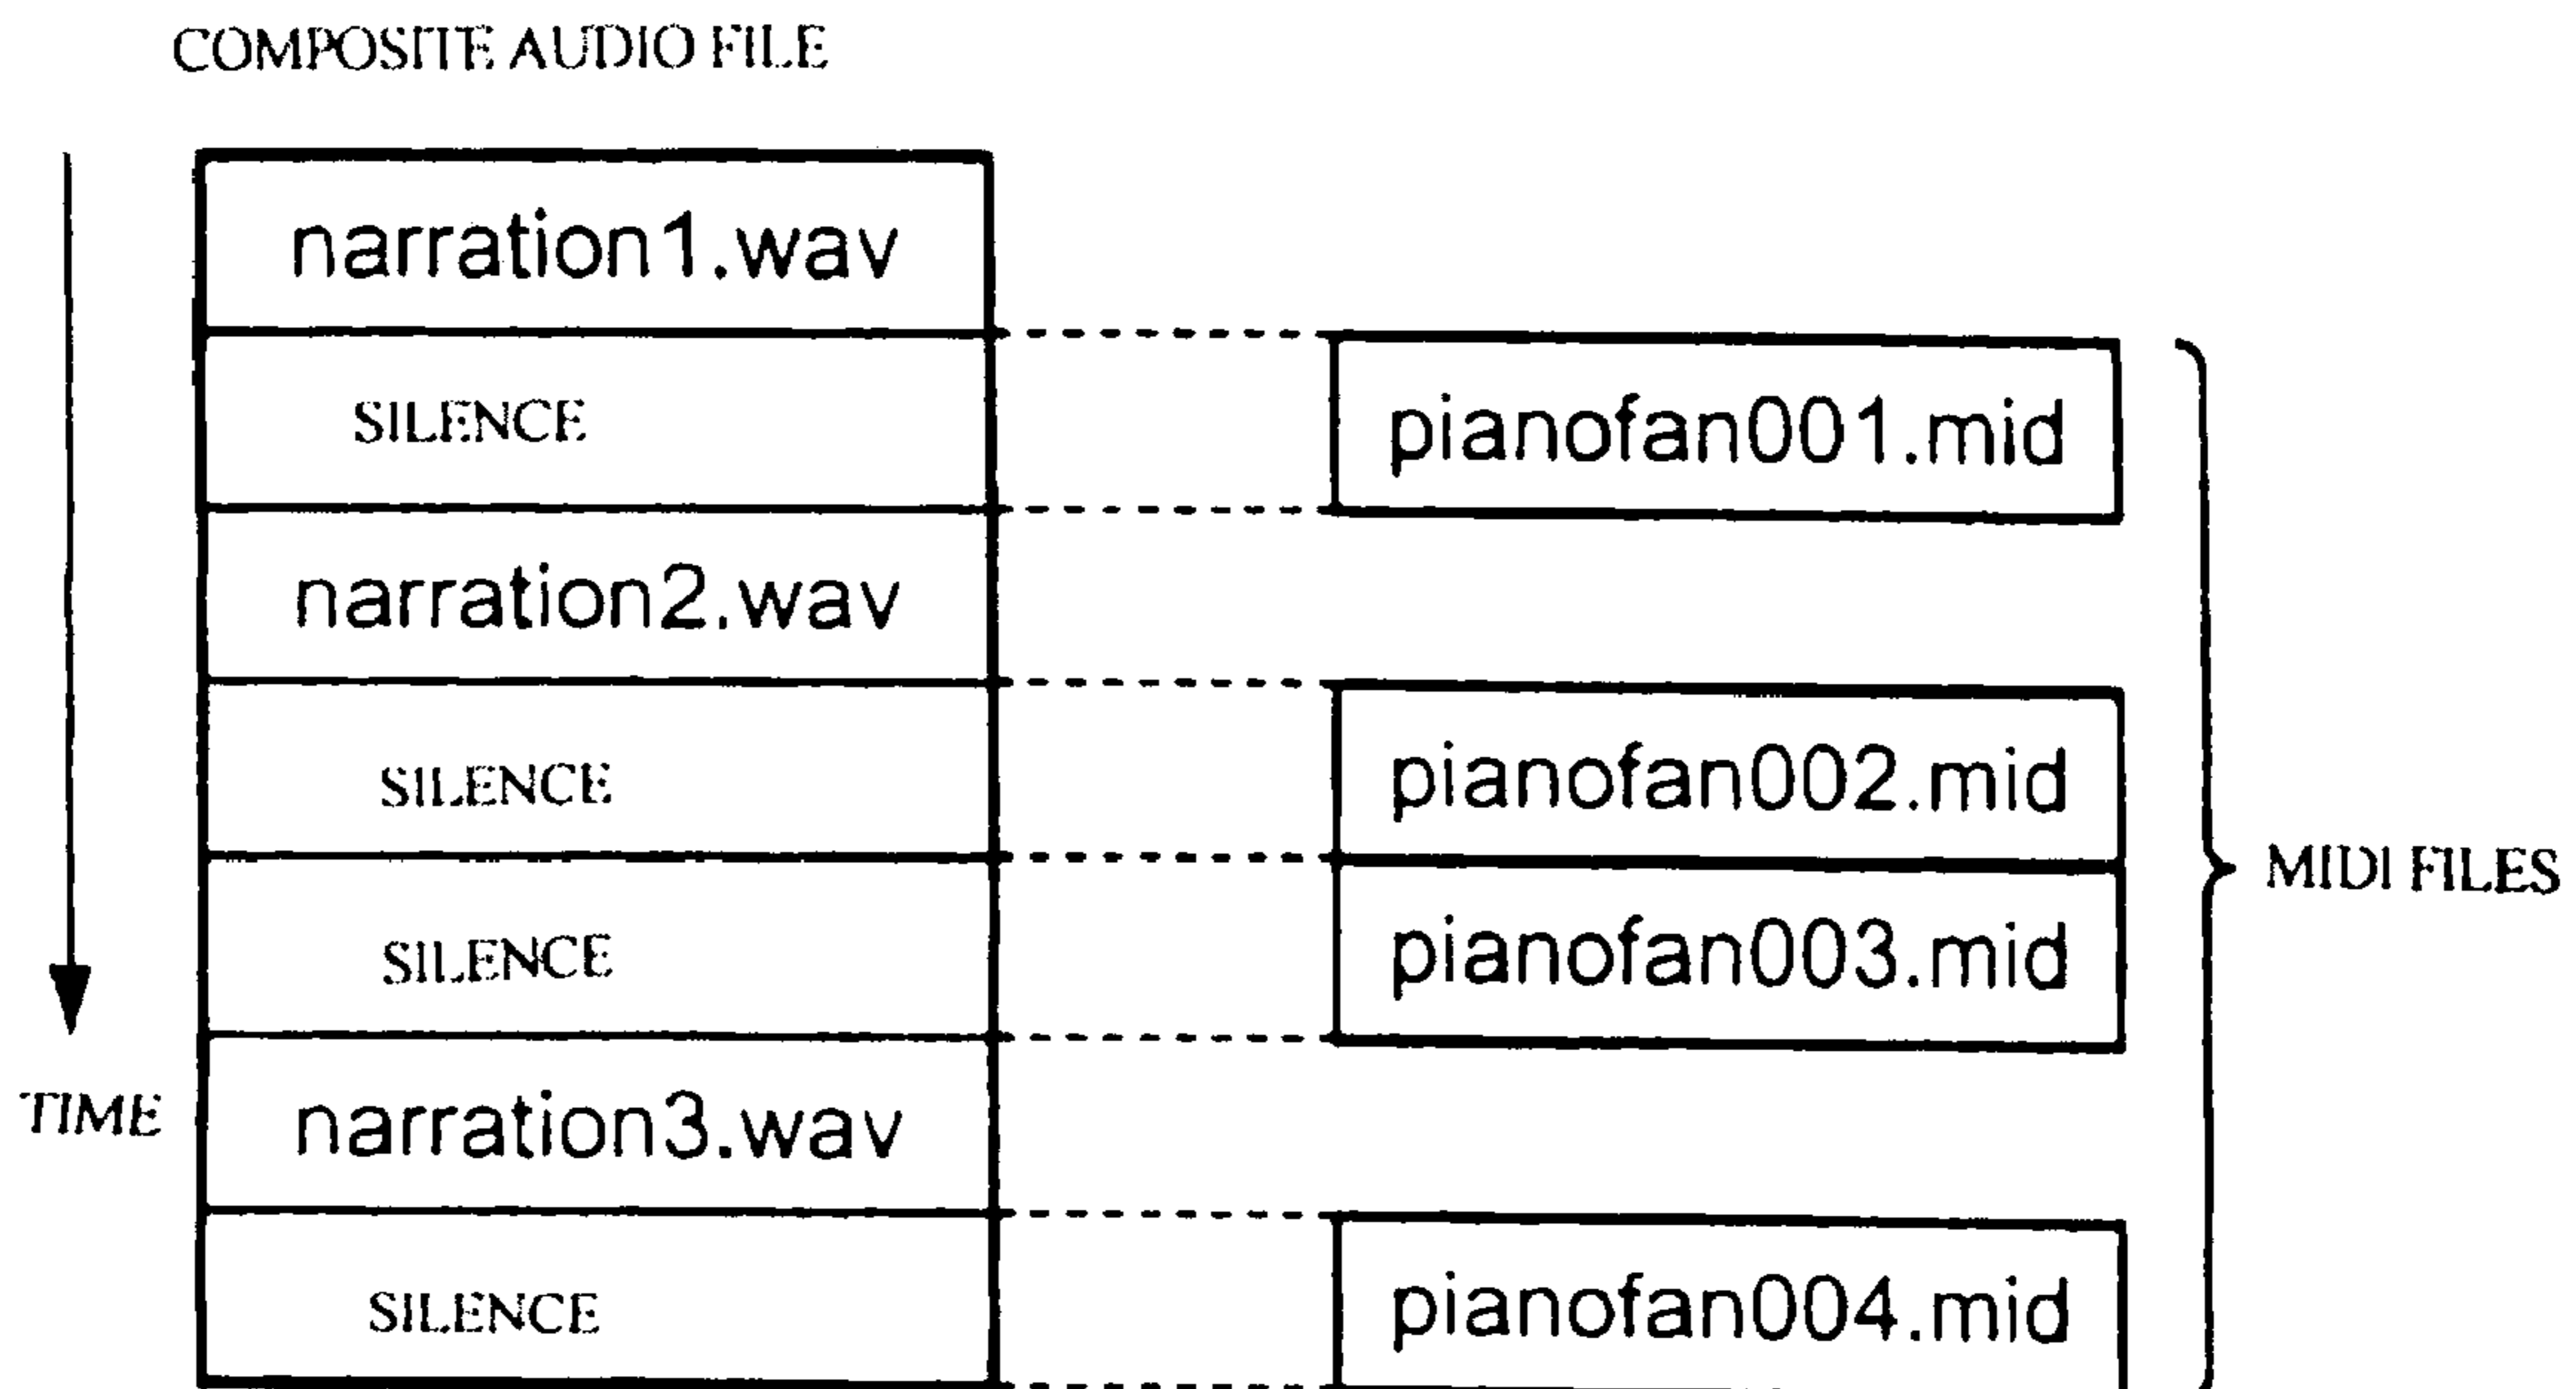 COMPOSITE AUDIO FILE
narration1.wav
SILENCE
pianofan001.mid
narration2.wav
SILENCE
pianofan002.mid
MIDI FILES
SILENCE
pianofan003.mid
TIME
narration3.wav
SILENCE
pianofan004.mid